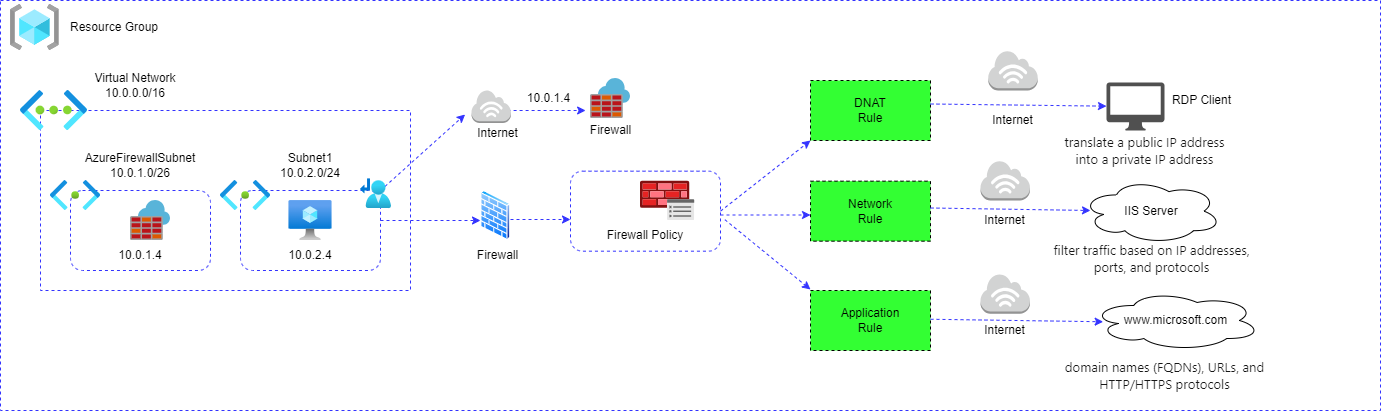 Resource Group
Virtual Network
10.0.0.0/16
AzureFirewallSubnet
10.0.1.0/26
10.0.1.4
Subnet1
10.0.2.0/24
10.0.2.4
Internet
10.0.1.4
Firewall
Firewall
Firewall Policy
DNAT
Rule
Internet
RDP Client
translate a public IP address
into a private IP address
Network
Rule
Internet
IIS Server
filter traffic based on IP addresses,
ports, and protocols
Application
Rule
Internet
www.microsoft.com
domain names (FQDNs), URLs, and
HTTP/HTTPS protocols